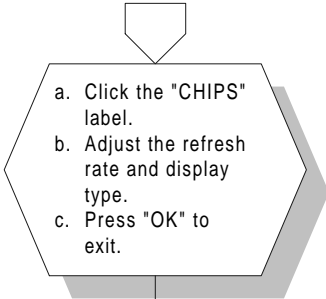 a. Click the "CHIPS"
label.
b. Adjust the refresh
rate and display
type.
c. Press "OK" to
exit.